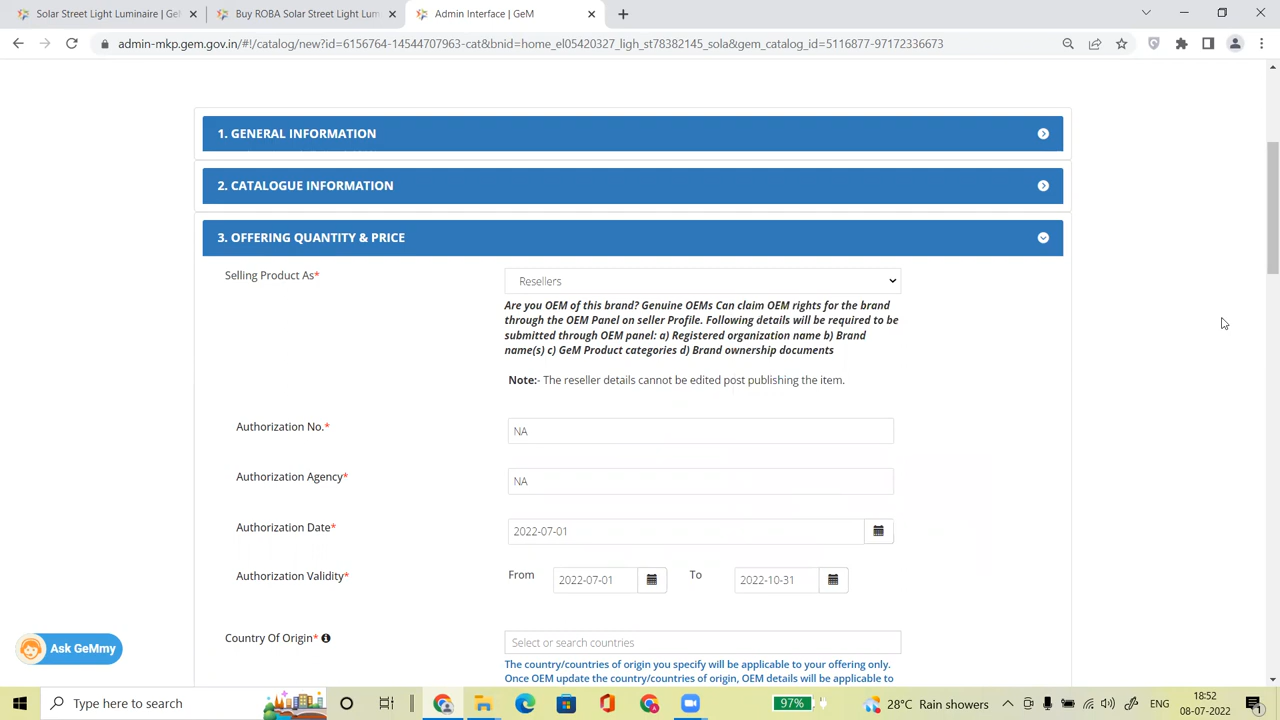 Solar Street Light Luminaire | Ge
Buy ROBA Solar Street Light Lum
Admin Interface | GeM
admin-mkp.gem.gov.in/#!/catalog/new?id=6156764-14544707963-cat&bnid=home_el05420327_ligh_st78382145_sola&gem_catalog_id=5116877-97172336673
1. GENERAL INFORMATION
2. CATALOGUE INFORMATION
3. OFFERING QUANTITY & PRICE
Selling Product As*
Resellers
Are you OEM of this brand? Genuine OEMs Can claim OEM rights for the brand
through the OEM Panel on seller Profile. Following details will be required to be
submitted through OEM panel: a) Registered organization name b) Brand
name(s) c) GeM Product categories d) Brand ownership documents
Note:- The reseller details cannot be edited post publishing the item.
Authorization No.*
NA
Authorization Agency*
NA
Authorization Date*
2022-07-01
Authorization Validity*
From 2022-07-01 To 2022-10-31
Country Of Origin*
Select or search countries
The country/countries of origin you specify will be applicable to your offering only.
Once OEM update the country/countries of origin, OEM details will be applicable to
Ask GeMmy
Type here to search
97%
28°C Rain showers
ENG
18:52
08-07-2022
1